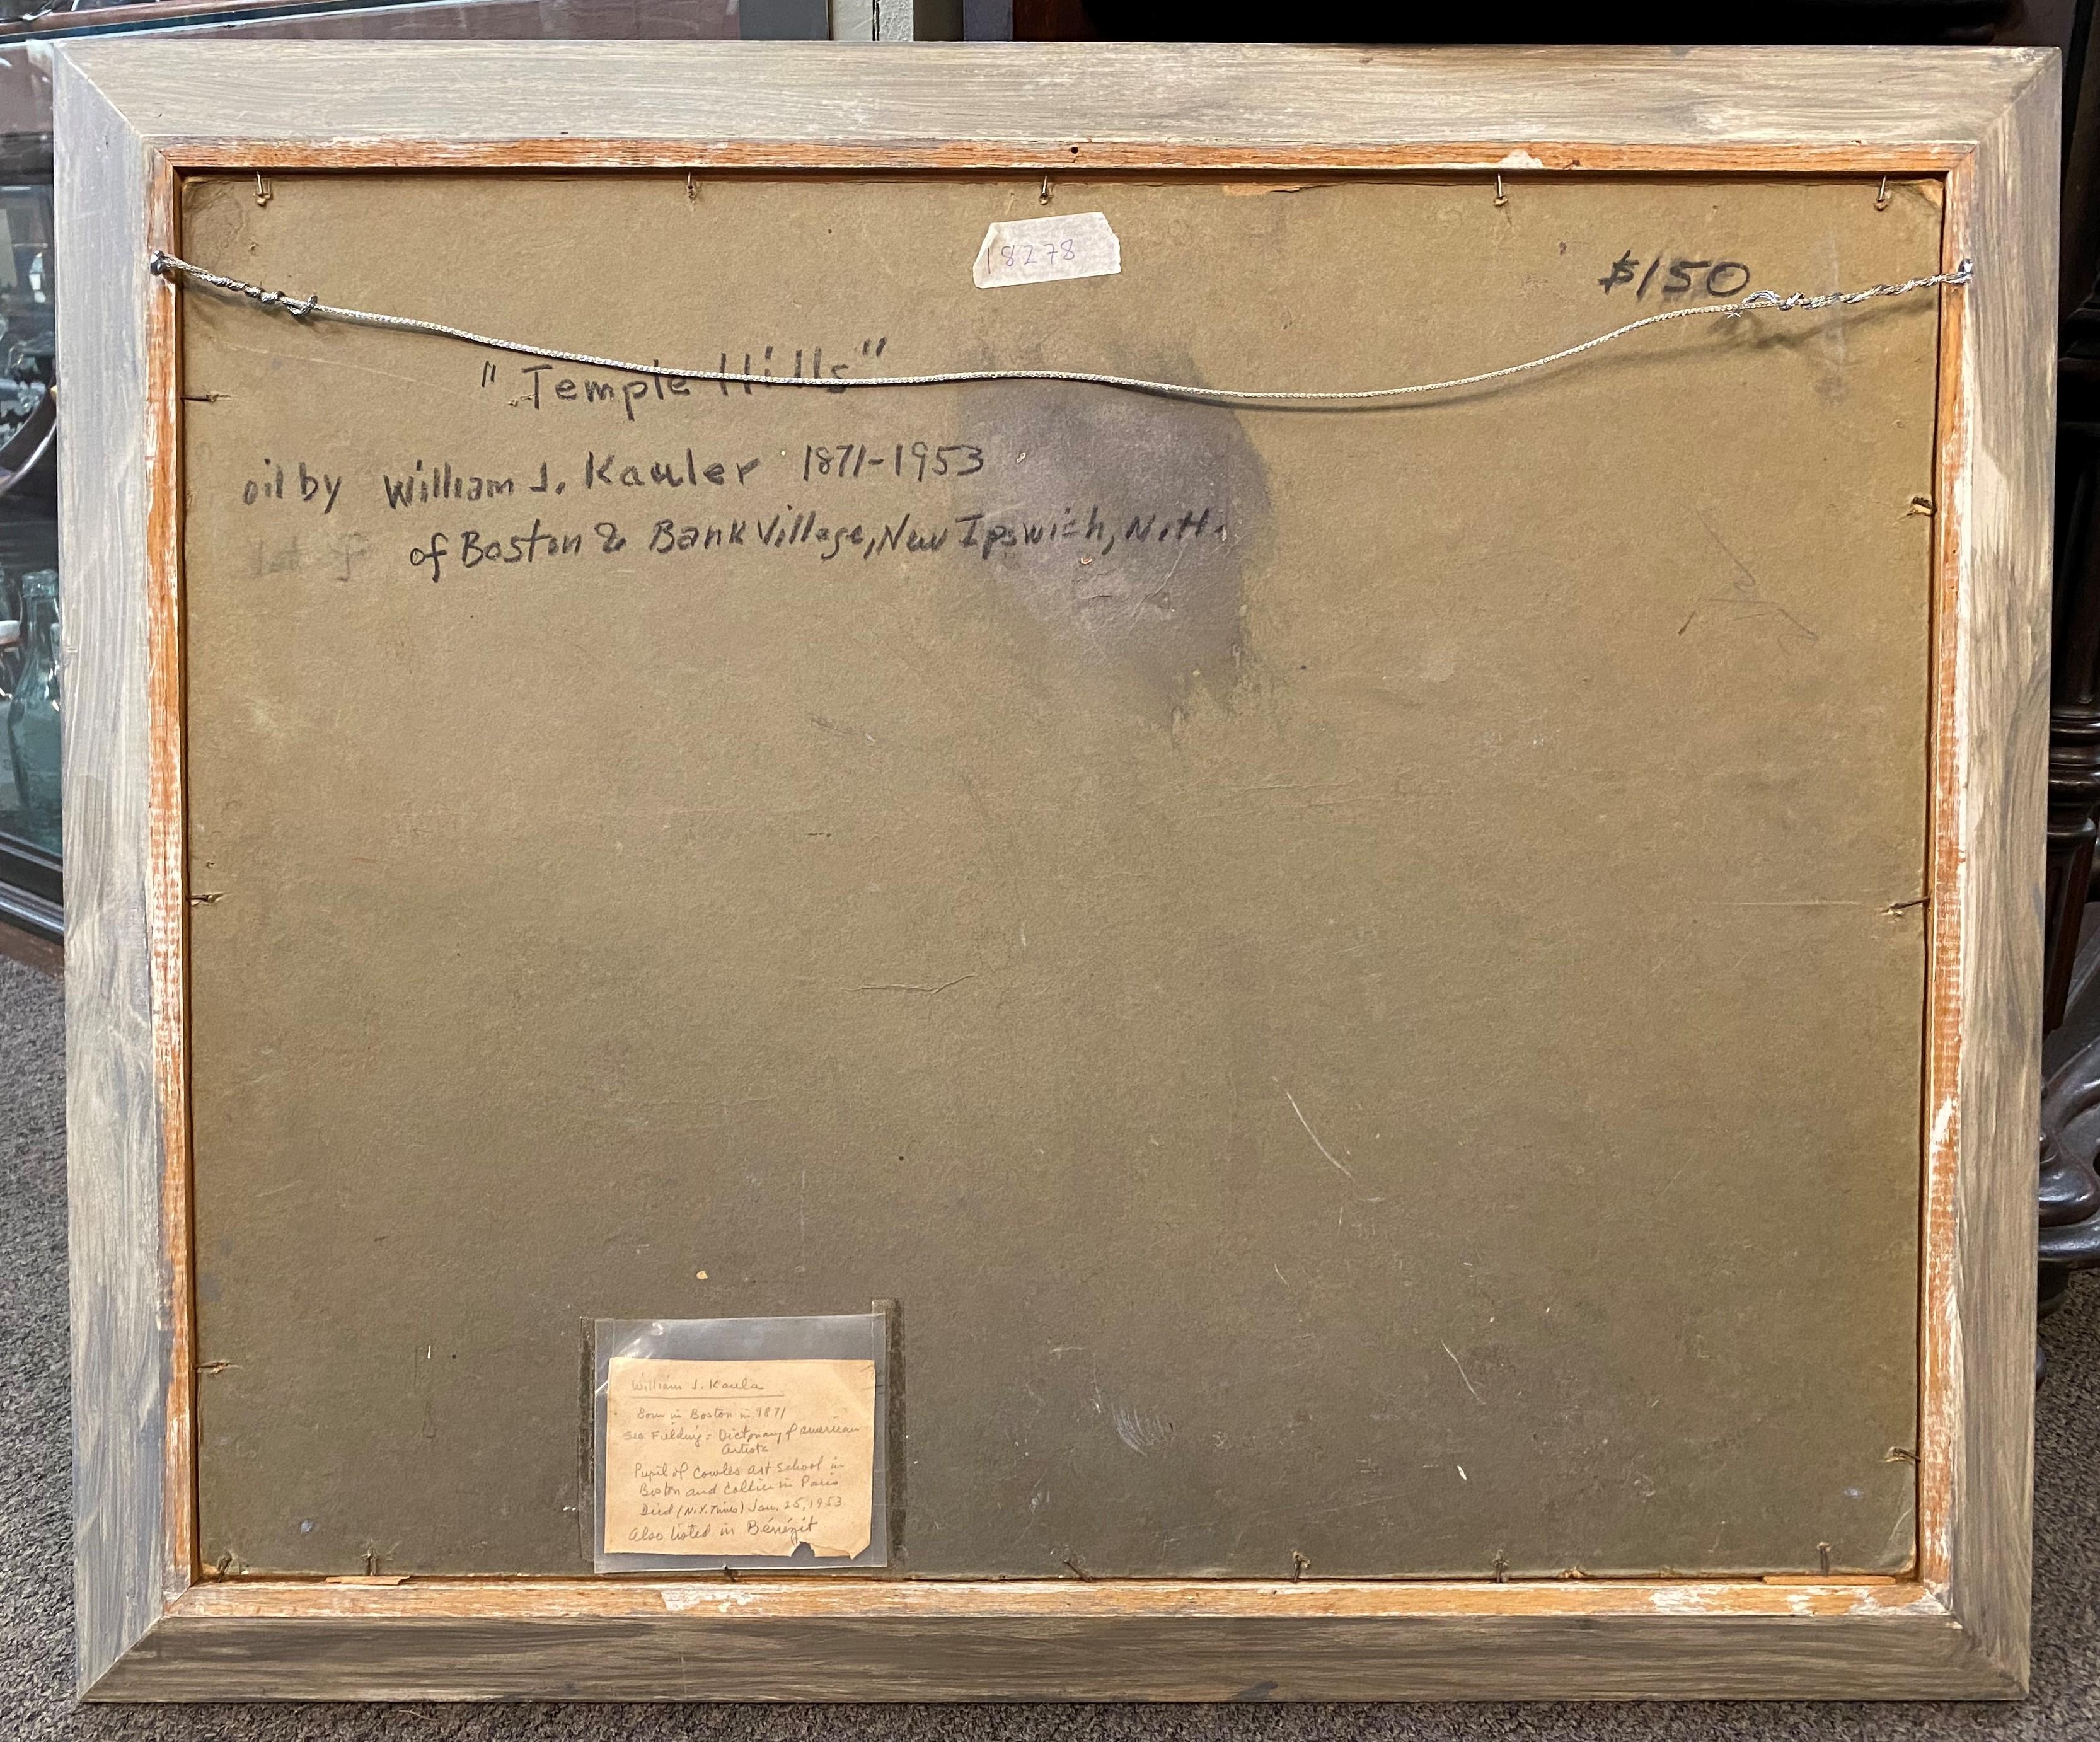 18278
$150
"Temple Hills"
oil by William J. Kauler 1871-1953
of Boston & Bank Village, New Ipswich, N.H.
William J. Kaula
Born in Boston in 1871
See Fielding = Dictonary of American
Artists
Pupil of Cowles Art School in
Boston and Collin in Paris
Died (N.Y. Times) Jan. 25, 1953
Also listed in Bénézit